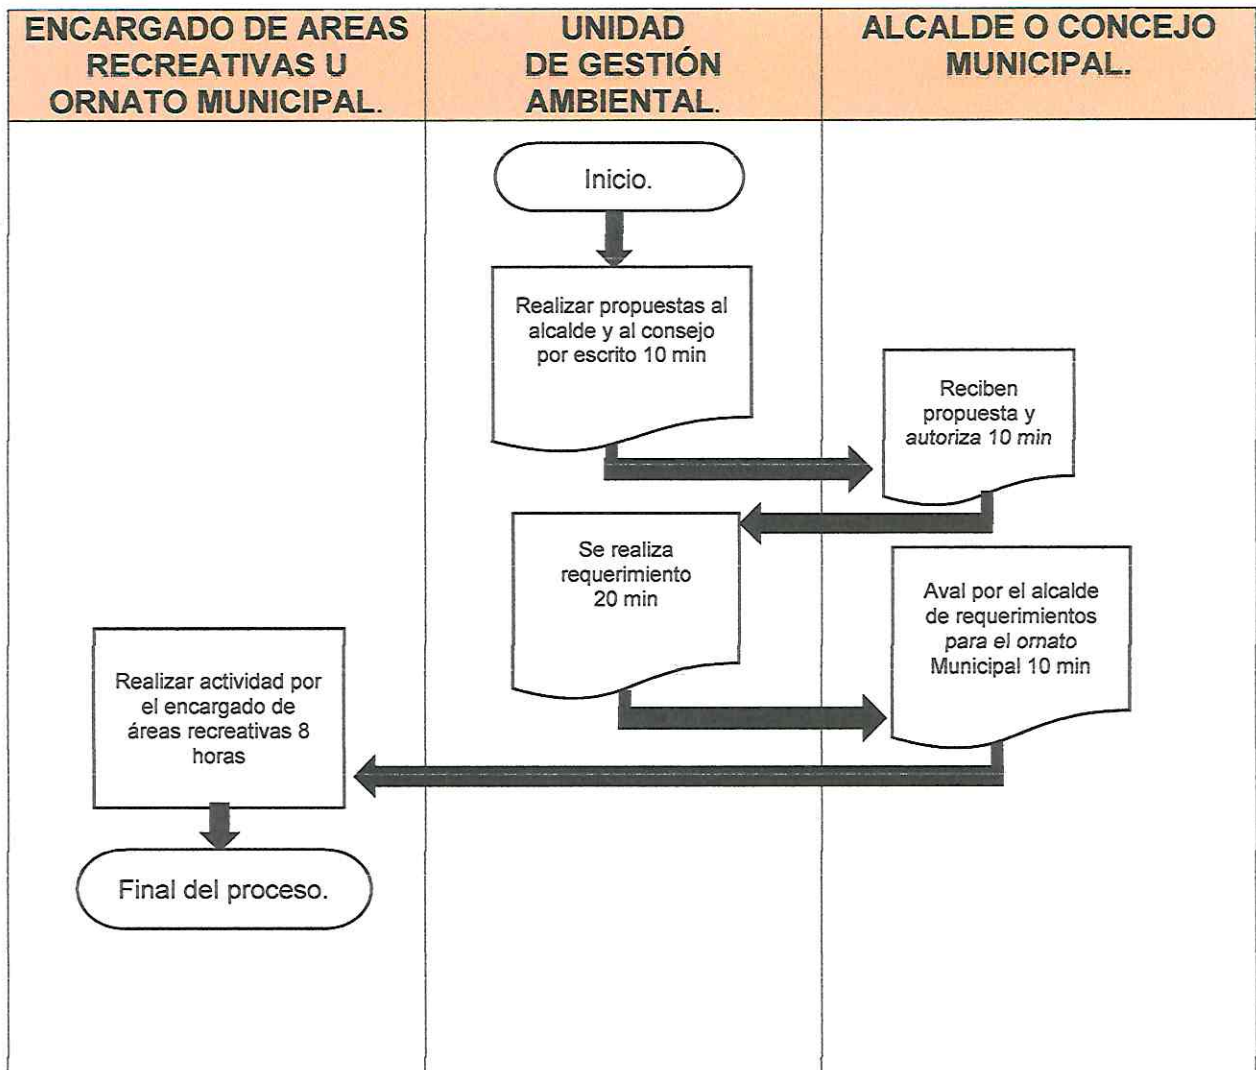 ENCARGADO DE AREAS
RECREATIVAS U
ORNATO MUNICIPAL.
UNIDAD
DE GESTIÓN
AMBIENTAL.
ALCALDE O CONCEJO
MUNICIPAL.
Inicio.
Realizar propuestas al
alcalde y al consejo
por escrito 10 min
Reciben
propuesta y
autoriza 10 min
Se realiza
requerimiento
20 min
Aval por el alcalde
de requerimientos
para el ornato
Municipal 10 min
Realizar actividad por
el encargado de
áreas recreativas 8
horas
Final del proceso.